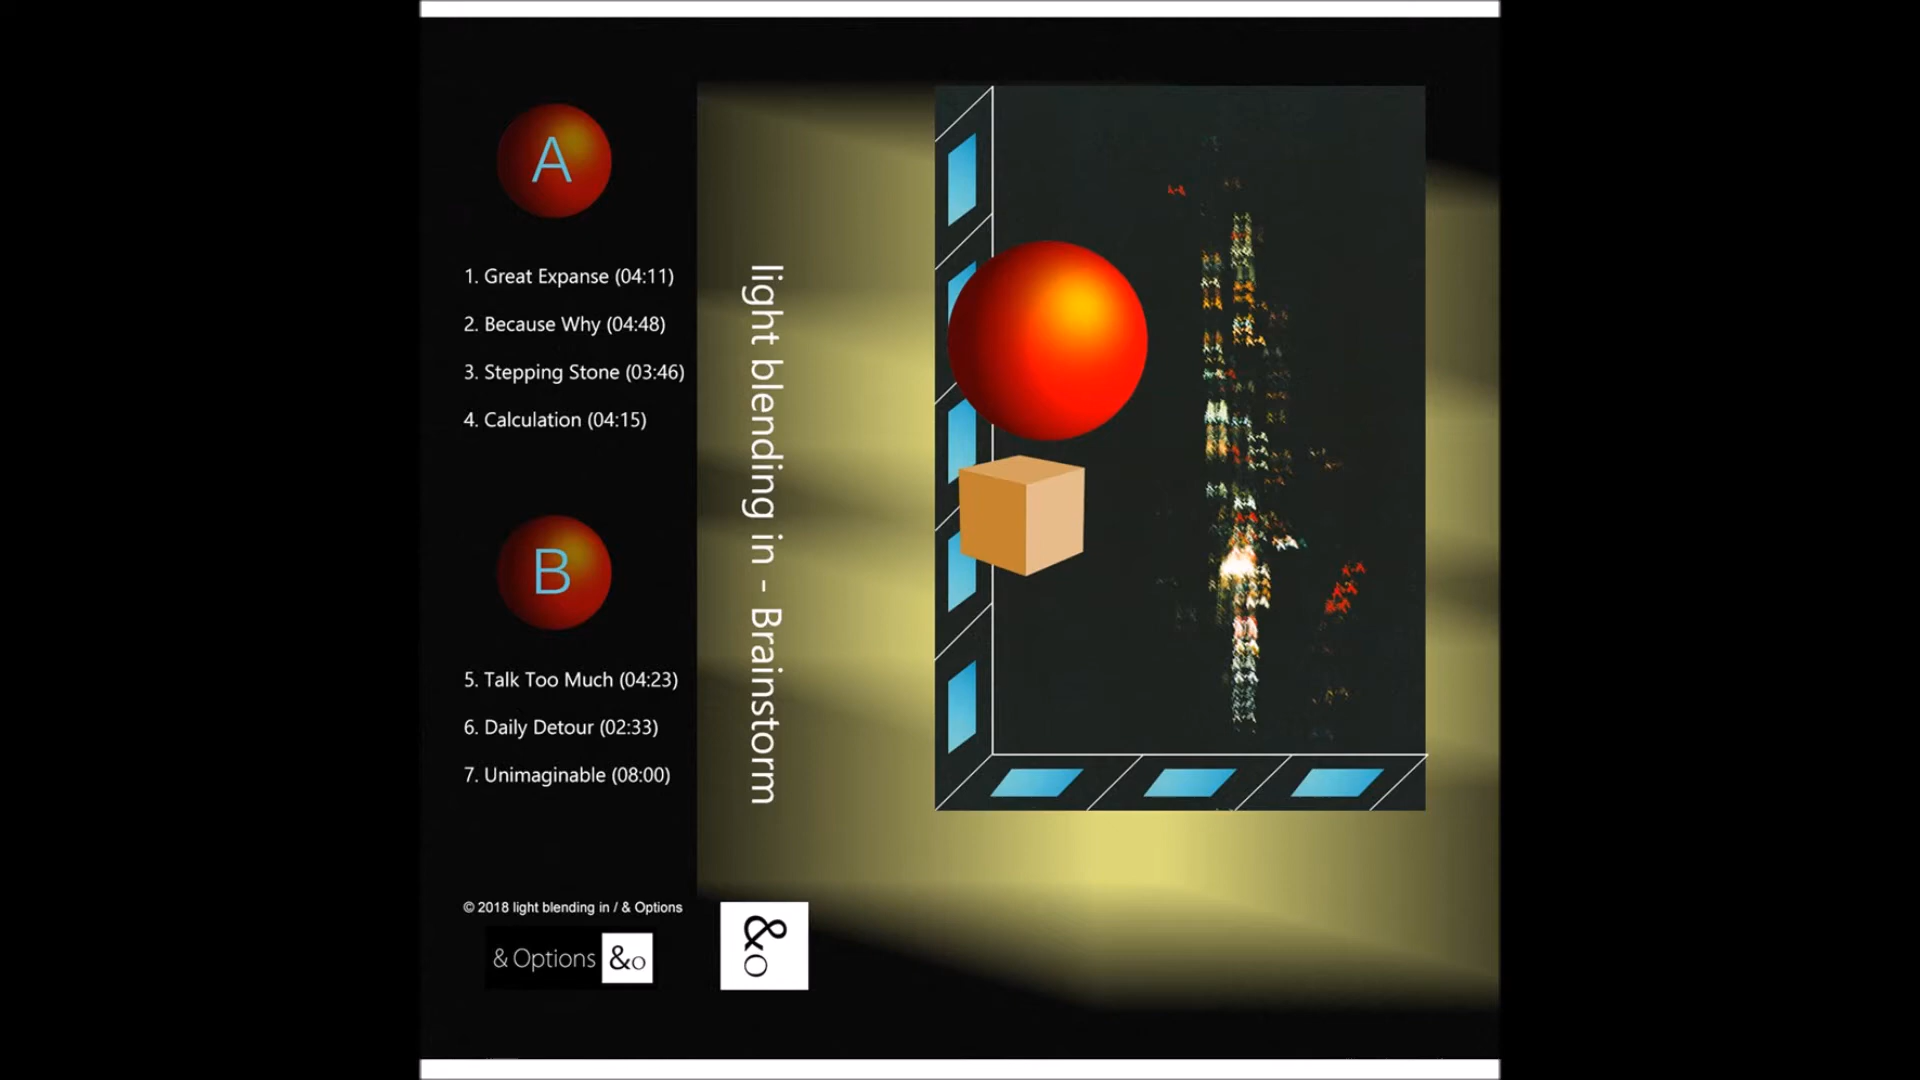 A
1. Great Expanse (04:11)
2. Because Why (04:48)
3. Stepping Stone (03:46)
4. Calculation (04:15)
B
5. Talk Too Much (04:23)
6. Daily Detour (02:33)
7. Unimaginable (08:00)
© 2018 light blending in / & Options
& Options &o
light blending in - Brainstorm
&o